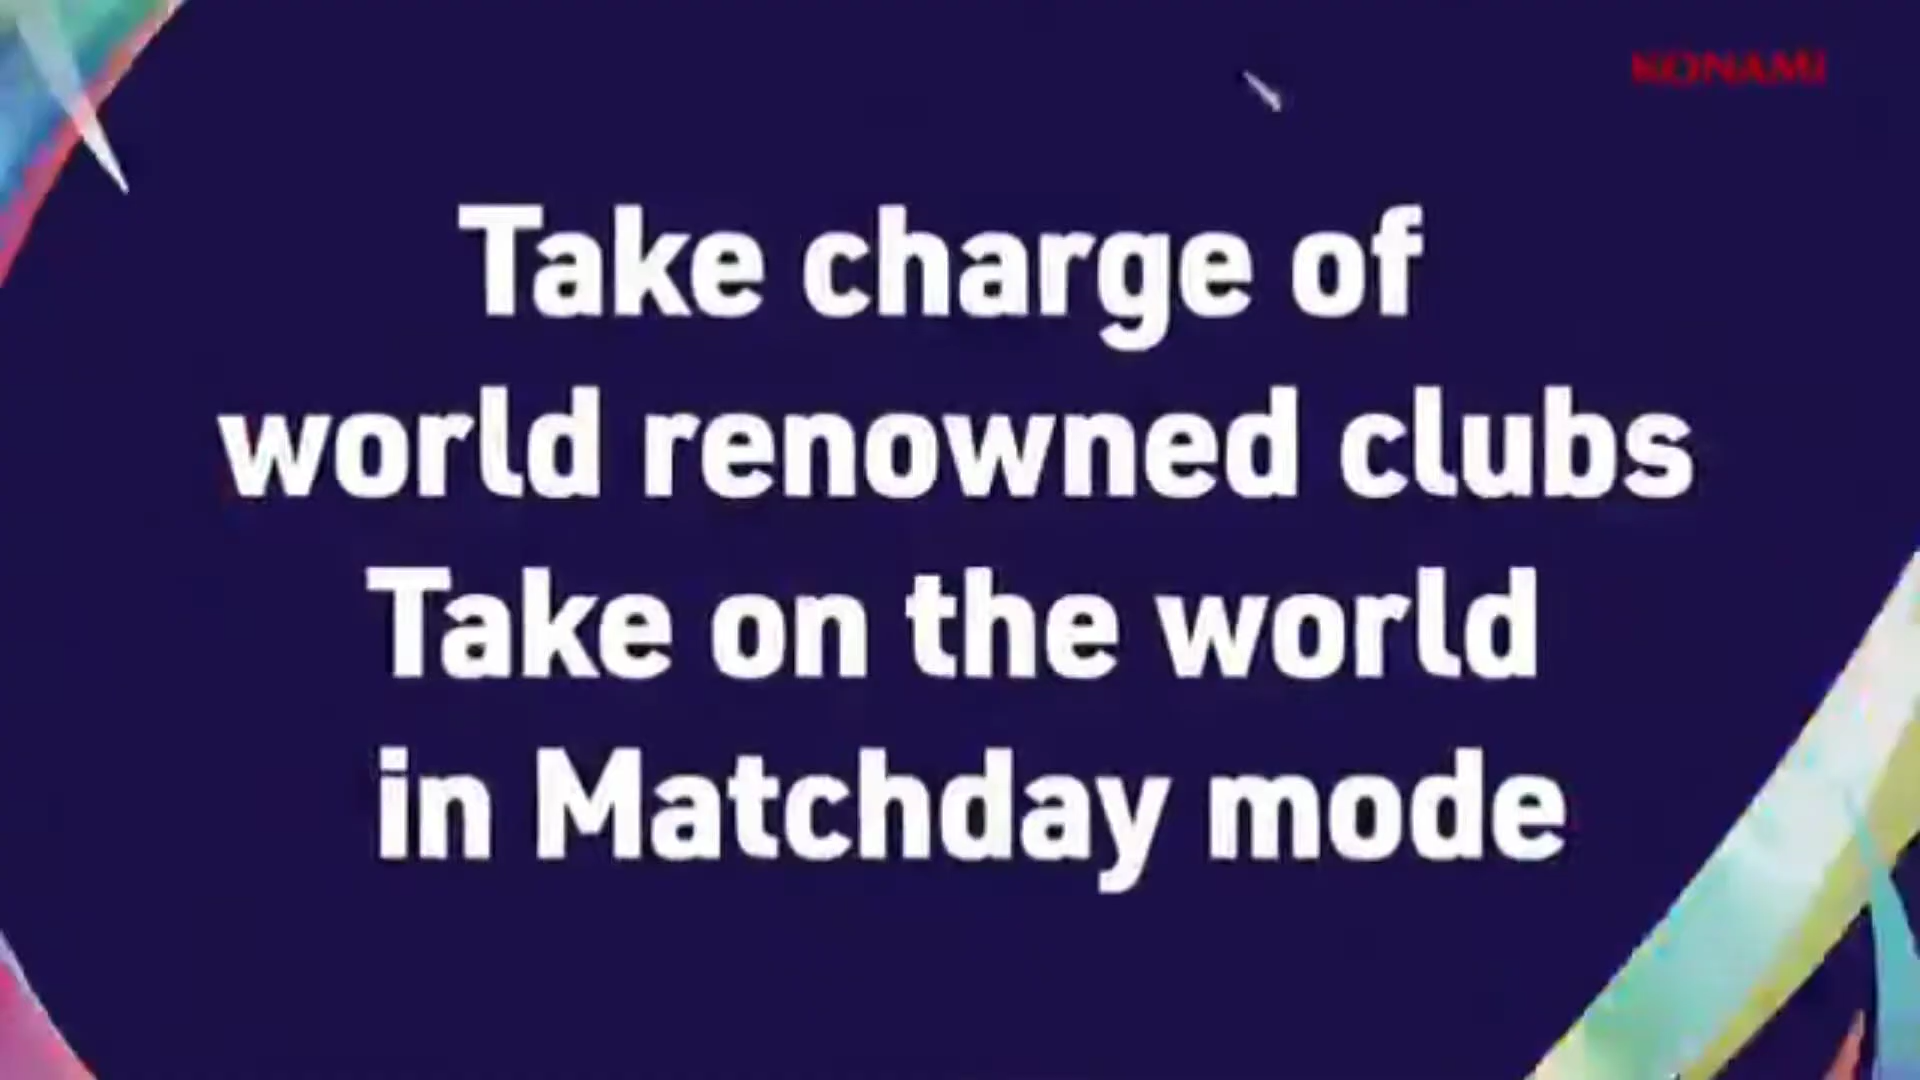 KONAMI
Take charge of
world renowned clubs
Take on the world
in Matchday mode